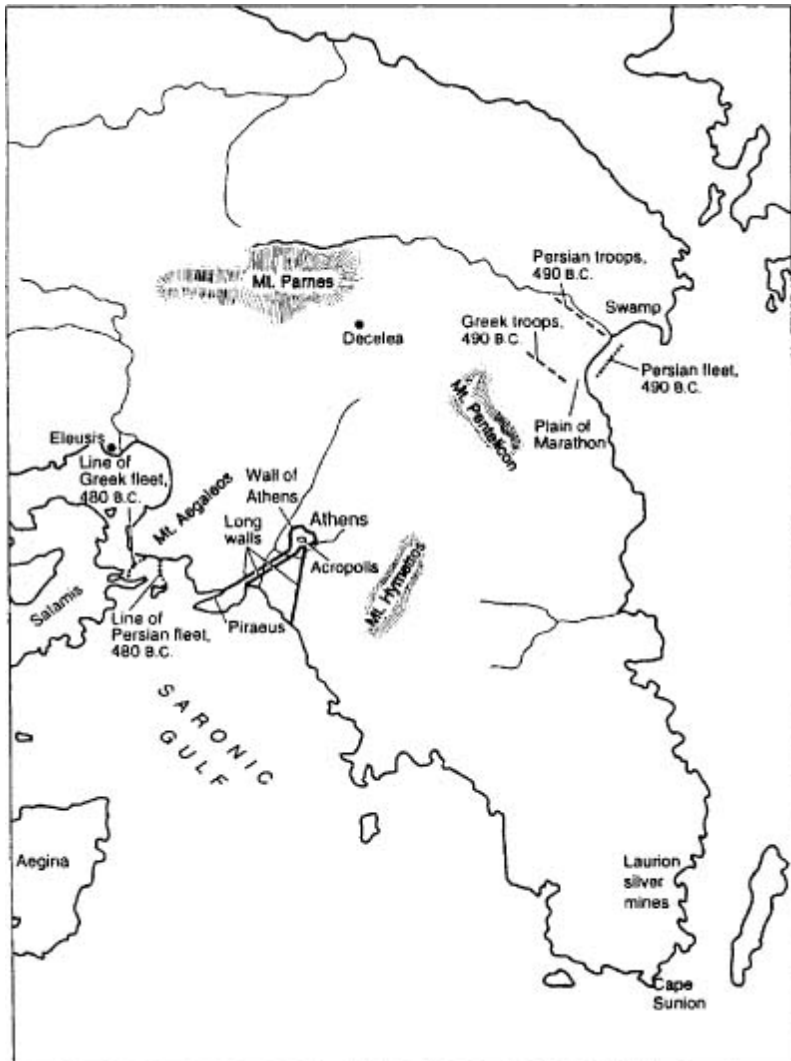 Persian troops,
490 B.C.
Mt. Parnes
Swamp
Greek troops,
490 B.C.
Decelea
Persian fleet,
490 B.C.
Mt. Pentelicon
Plain of
Marathon
Eleusis
Line of
Greek fleet,
480 B.C.
Mt. Aegaleos
Wall of
Athens
Long
walls
Athens
Acropolis
Mt. Hymettos
Salamis
Line of
Persian fleet,
480 B.C.
Piraeus
SARONIC
GULF
Aegina
Laurion
silver
mines
Cape
Sunion